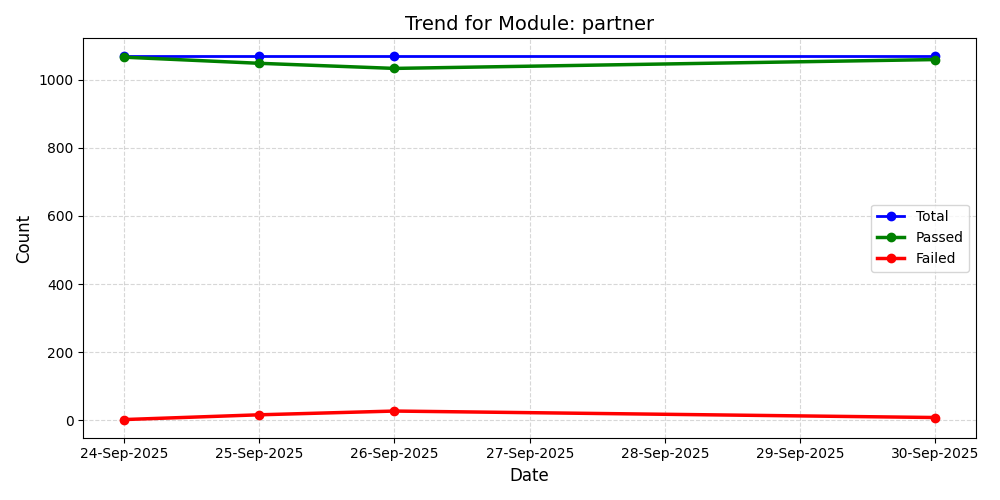 Trend for Module: partner
Count
1000
800
600
400
200
0
Total
Passed
Failed
24-Sep-2025 25-Sep-2025 26-Sep-2025 27-Sep-2025 28-Sep-2025 29-Sep-2025 30-Sep-2025
Date